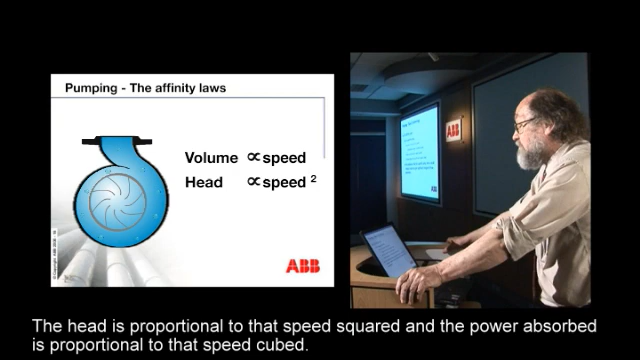 Pumping - The affinity laws
Volume ∝ speed
Head ∝ speed ²
ABB
ABB
The head is proportional to that speed squared and the power absorbed
is proportional to that speed cubed.